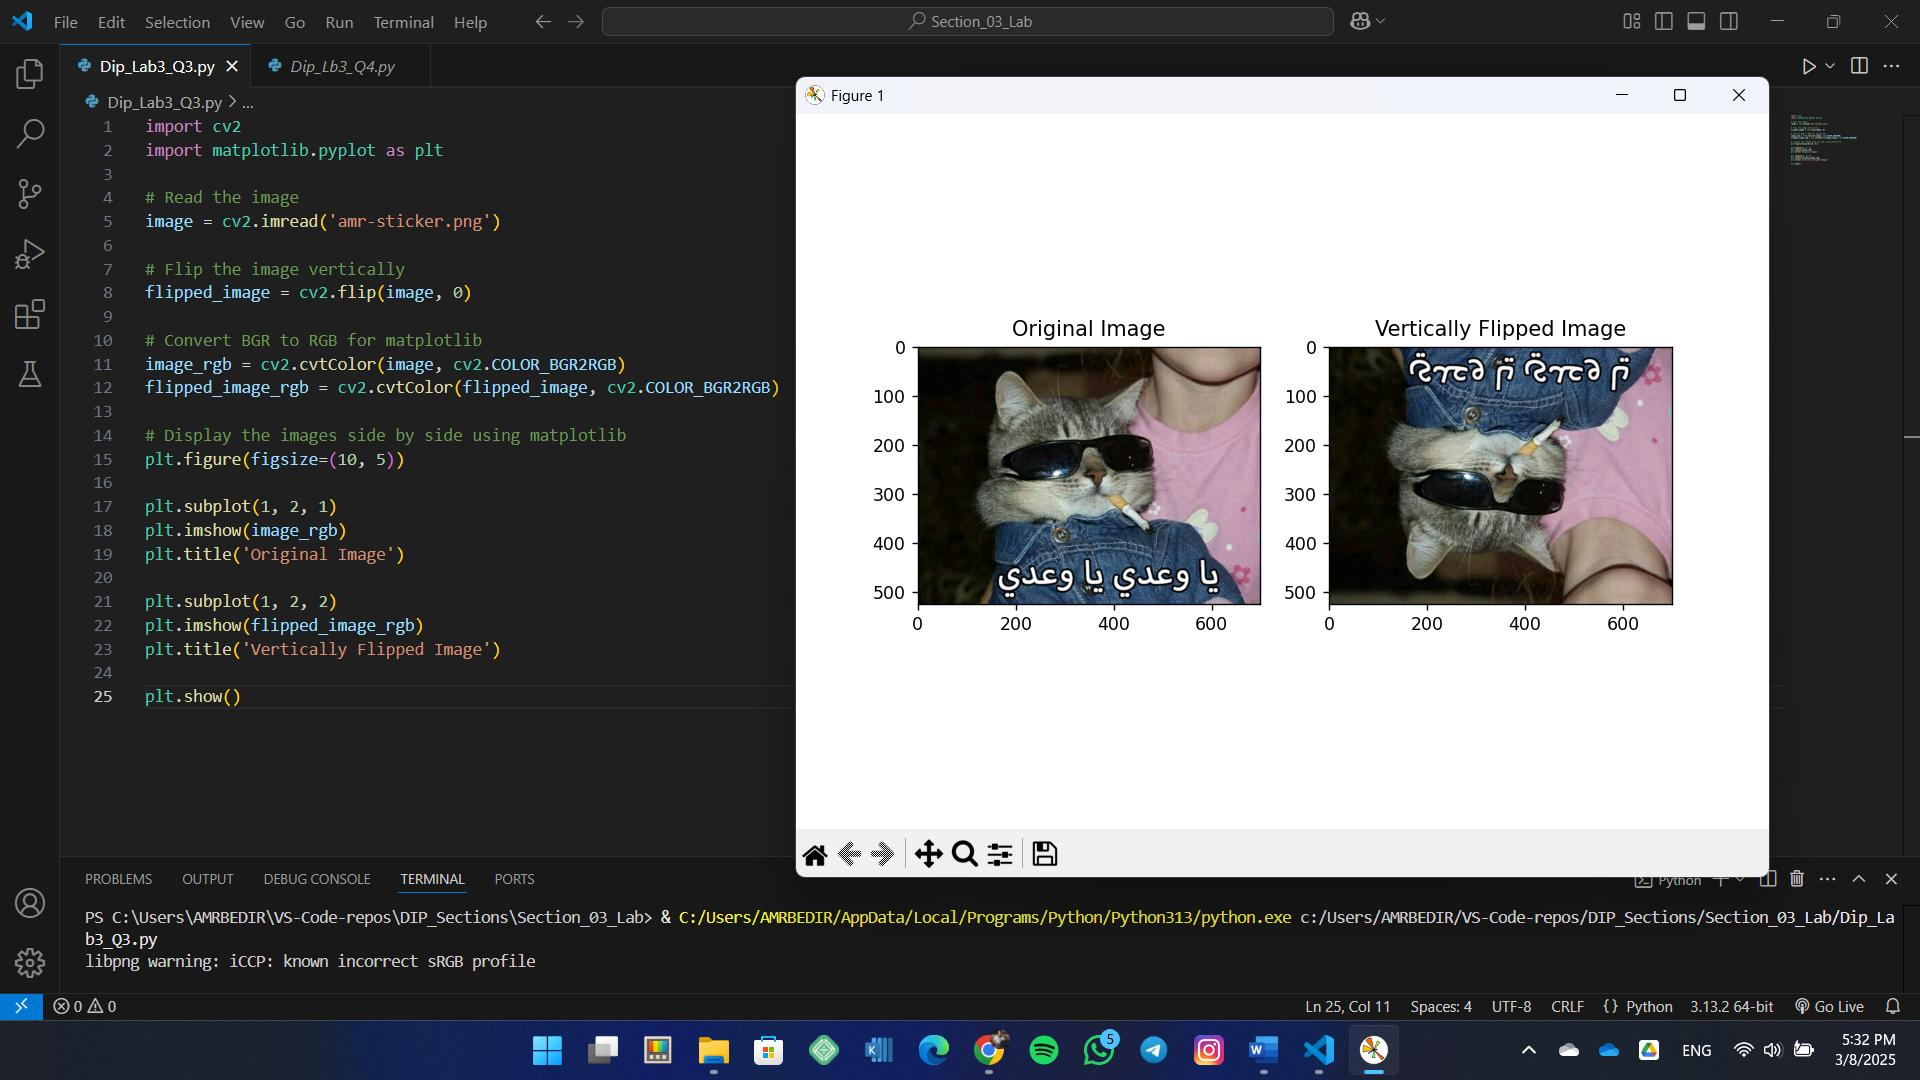 File Edit Selection View Go Run Terminal Help
Section_03_Lab
Dip_Lab3_Q3.py
Dip_Lb3_Q4.py
Dip_Lab3_Q3.py > ...
1 import cv2
2 import matplotlib.pyplot as plt
3
4 # Read the image
5 image = cv2.imread('amr-sticker.png')
6
7 # Flip the image vertically
8 flipped_image = cv2.flip(image, 0)
9
10 # Convert BGR to RGB for matplotlib
11 image_rgb = cv2.cvtColor(image, cv2.COLOR_BGR2RGB)
12 flipped_image_rgb = cv2.cvtColor(flipped_image, cv2.COLOR_BGR2RGB)
13
14 # Display the images side by side using matplotlib
15 plt.figure(figsize=(10, 5))
16
17 plt.subplot(1, 2, 1)
18 plt.imshow(image_rgb)
19 plt.title('Original Image')
20
21 plt.subplot(1, 2, 2)
22 plt.imshow(flipped_image_rgb)
23 plt.title('Vertically Flipped Image')
24
25 plt.show()
Figure 1
Original Image
0
100
200
300
400
500
0 200 400 600
يا وعدي يا وعدي
Vertically Flipped Image
0
100
200
300
400
500
0 200 400 600
يا وعدي يا وعدي
PROBLEMS OUTPUT DEBUG CONSOLE TERMINAL PORTS
Python
PS C:\Users\AMRBEDIR\VS-Code-repos\DIP_Sections\Section_03_Lab> & C:/Users/AMRBEDIR/AppData/Local/Programs/Python/Python313/python.exe c:/Users/AMRBEDIR/VS-Code-repos/DIP_Sections/Section_03_Lab/Dip_La
b3_Q3.py
libpng warning: iCCP: known incorrect sRGB profile
0 0
Ln 25, Col 11 Spaces: 4 UTF-8 CRLF {} Python 3.13.2 64-bit Go Live
5
ENG
5:32 PM
3/8/2025